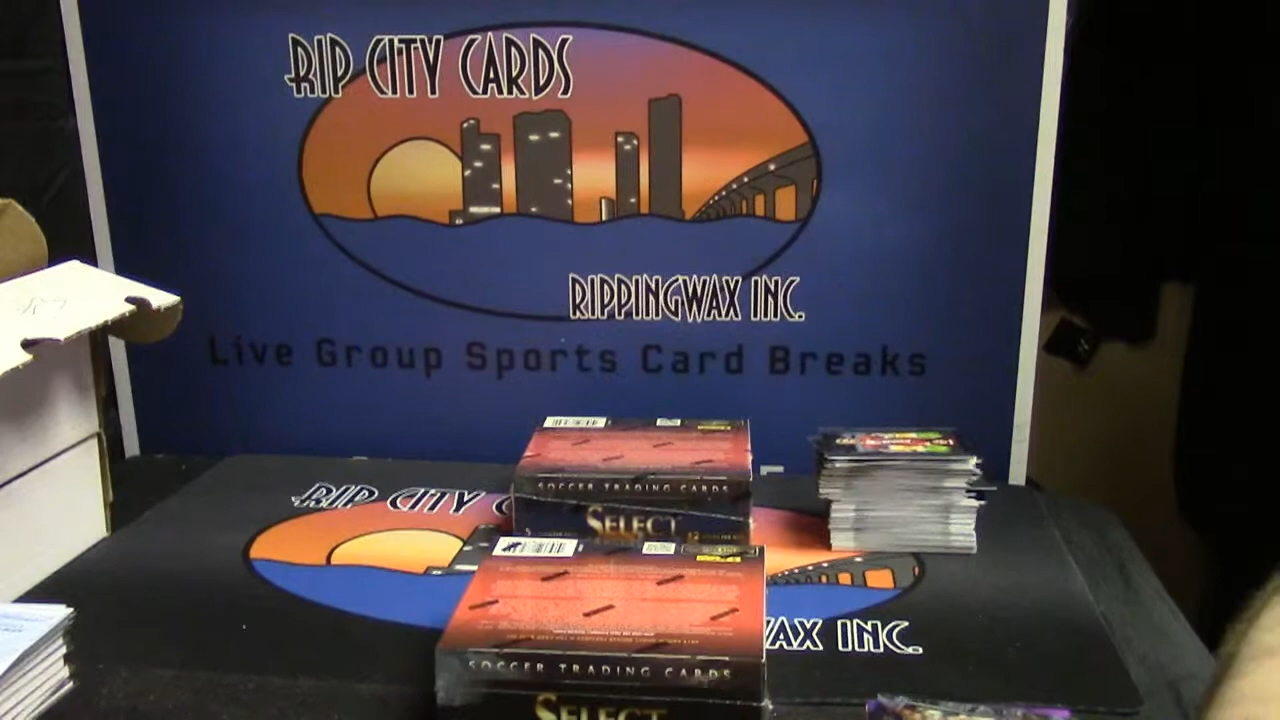 RIP CITY CARDS
RIPPINGWAX INC.
Live Group Sports Card Breaks
SOCCER TRADING CARDS
SELECT
RIP CITY C
AX INC.
SOCCER TRADING CARDS
SELECT